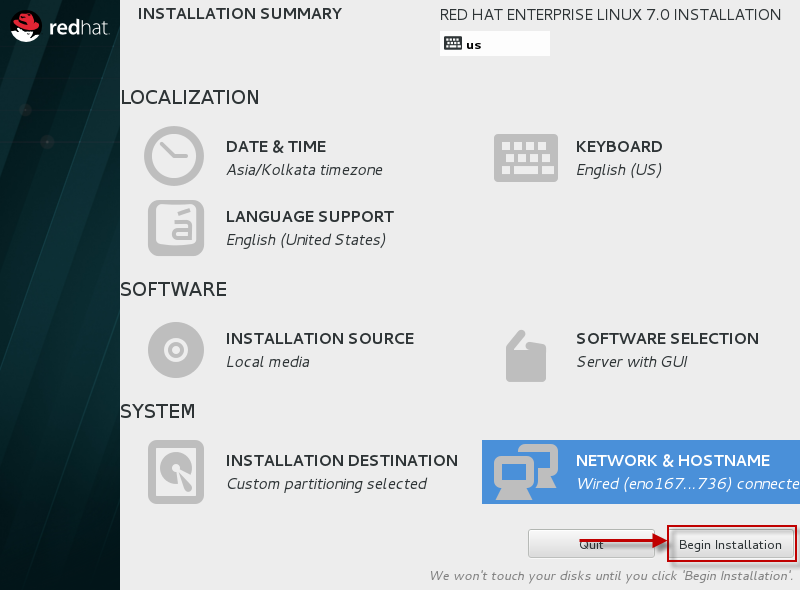 redhat.
INSTALLATION SUMMARY
RED HAT ENTERPRISE LINUX 7.0 INSTALLATION
us
LOCALIZATION
DATE & TIME
Asia/Kolkata timezone
KEYBOARD
English (US)
LANGUAGE SUPPORT
English (United States)
SOFTWARE
INSTALLATION SOURCE
Local media
SOFTWARE SELECTION
Server with GUI
SYSTEM
INSTALLATION DESTINATION
Custom partitioning selected
NETWORK & HOSTNAME
Wired (eno167...736) connecte
Quit
Begin Installation
We won't touch your disks until you click 'Begin Installation'.